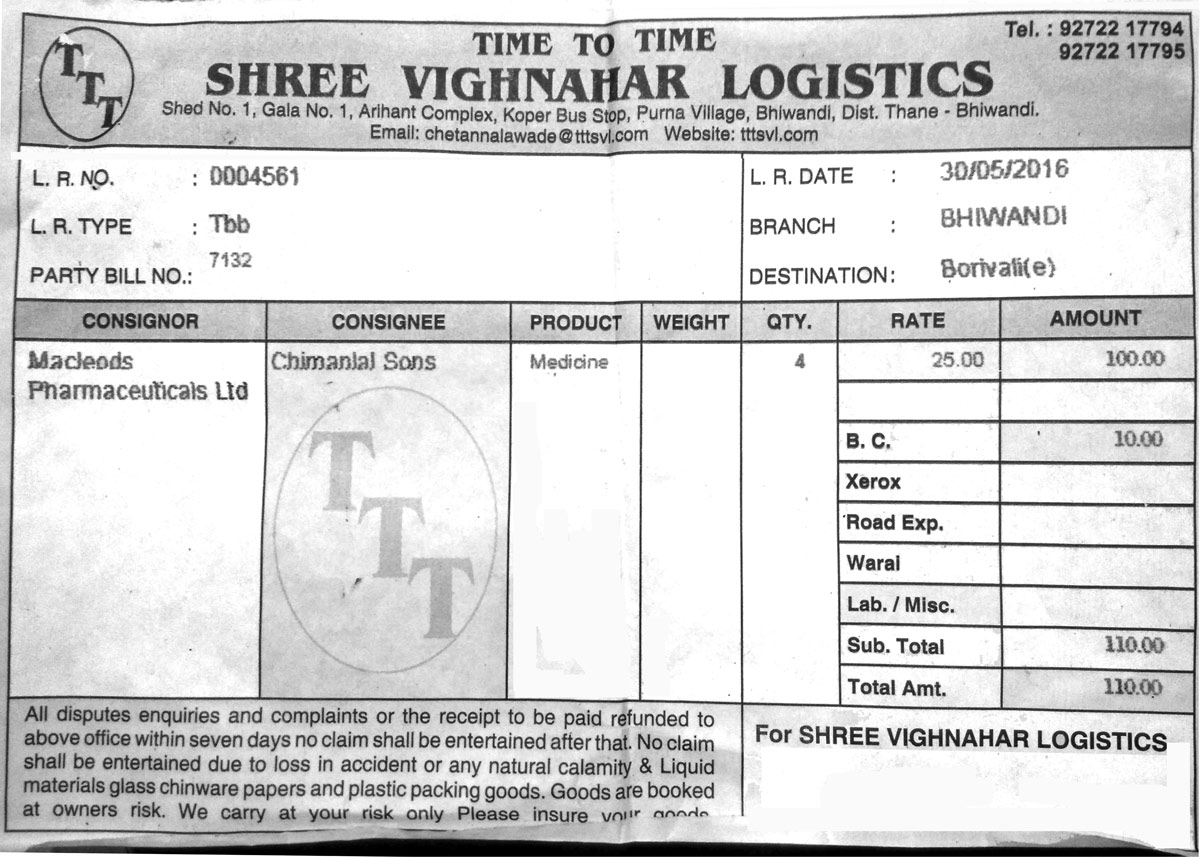 TTT
TIME TO TIME
SHREE VIGHNAHAR LOGISTICS
Tel. : 92722 17794
92722 17795
Shed No. 1, Gala No. 1, Arihant Complex, Koper Bus Stop, Purna Village, Bhiwandi, Dist. Thane - Bhiwandi.
Email: chetannalawade@tttsvl.com Website: tttsvl.com
L. R. NO. : 0004561
L. R. DATE : 30/05/2016
L. R. TYPE : Tbb
BRANCH : BHIWANDI
PARTY BILL NO.: 7132
DESTINATION: Borivali(e)
CONSIGNOR CONSIGNEE PRODUCT WEIGHT QTY. RATE AMOUNT
Macleods Chimanlal Sons Medicine 4 25.00 100.00
Pharmaceuticals Ltd
B. C. 10.00
Xerox
Road Exp.
Warai
Lab. / Misc.
Sub. Total 110.00
Total Amt. 110.00
TTT
All disputes enquiries and complaints or the receipt to be paid refunded to
above office within seven days no claim shall be entertained after that. No claim
shall be entertained due to loss in accident or any natural calamity & Liquid
materials glass chinware papers and plastic packing goods. Goods are booked
at owners risk. We carry at your risk only Please insure your goods
For SHREE VIGHNAHAR LOGISTICS